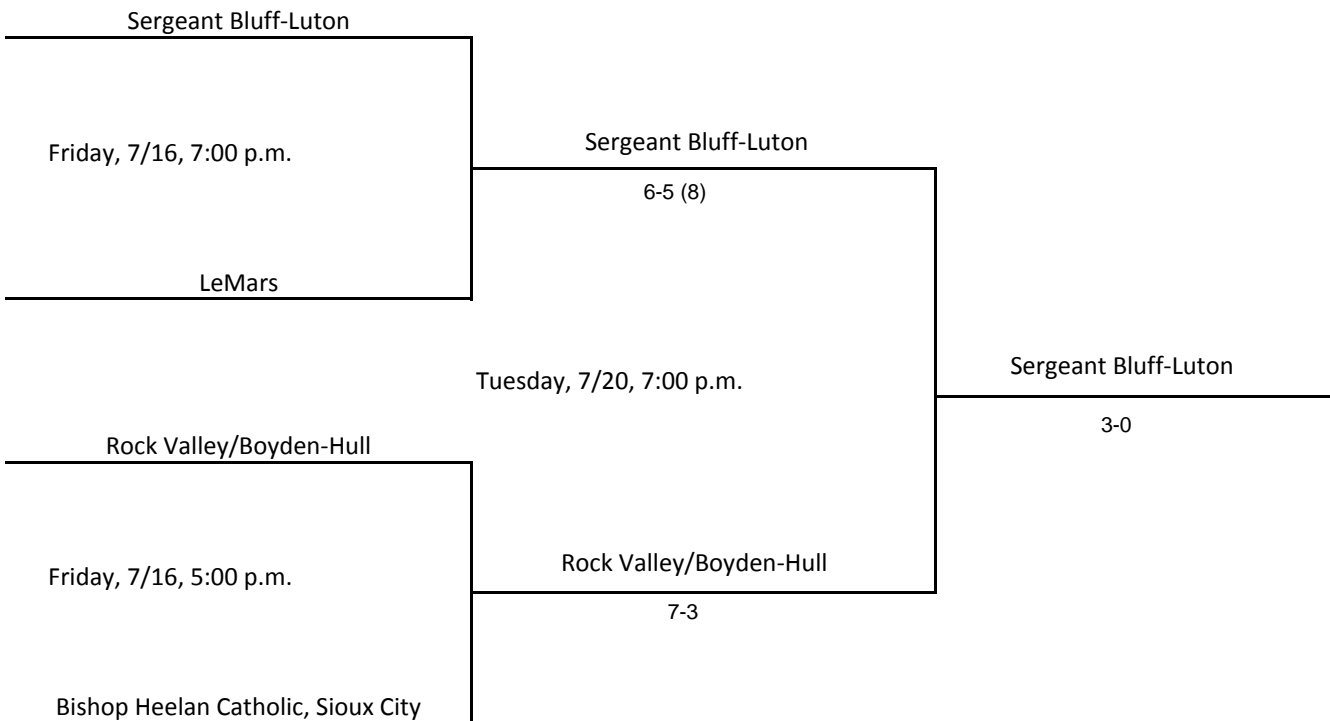 Sergeant Bluff-Luton
Friday, 7/16, 7:00 p.m.
Sergeant Bluff-Luton
6-5 (8)
LeMars
Tuesday, 7/20, 7:00 p.m.
Sergeant Bluff-Luton
3-0
Rock Valley/Boyden-Hull
Friday, 7/16, 5:00 p.m.
Rock Valley/Boyden-Hull
7-3
Bishop Heelan Catholic, Sioux City